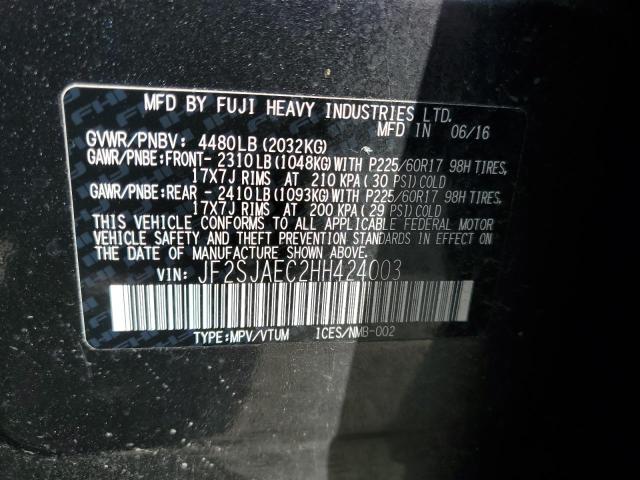 MFD BY FUJI HEAVY INDUSTRIES LTD.
MFD IN 06/16
GVWR/PNBV: 4480LB(2032KG)
GAWR/PNBE:FRONT- 2310LB(1048KG)WITH P225/60R17 98H TIRES,
17X7J RIMS AT 210 KPA(30 PSI)COLD
GAWR/PNBE:REAR - 2410LB(1093KG)WITH P225/60R17 98H TIRES,
17X7J RIMS AT 200 KPA(29 PSI)COLD
THIS VEHICLE CONFORMS TO ALL APPLICABLE FEDERAL MOTOR
VEHICLE SAFETY AND THEFT PREVENTION STANDARDS IN EFFECT ON
THE DATE OF MANUFACTURE SHOWN ABOVE.
VIN: JF2SJAEC2HH424003
TYPE:MPV/VTUM ICES/NMB-002